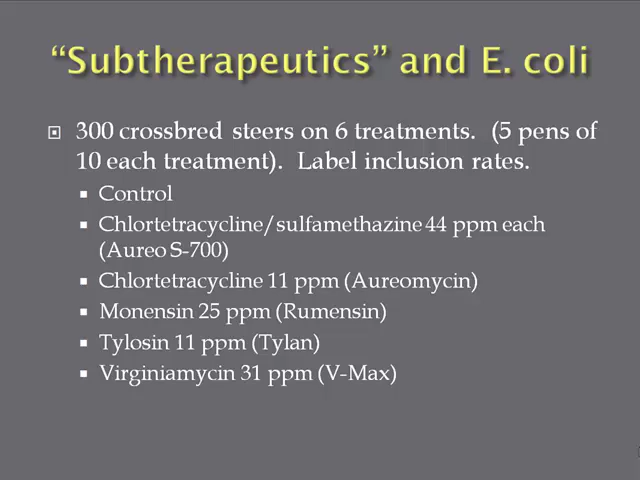 “Subtherapeutics” and E. coli
300 crossbred steers on 6 treatments. (5 pens of
10 each treatment). Label inclusion rates.
Control
Chlortetracycline/sulfamethazine 44 ppm each
(Aureo S-700)
Chlortetracycline 11 ppm (Aureomycin)
Monensin 25 ppm (Rumensin)
Tylosin 11 ppm (Tylan)
Virginiamycin 31 ppm (V-Max)